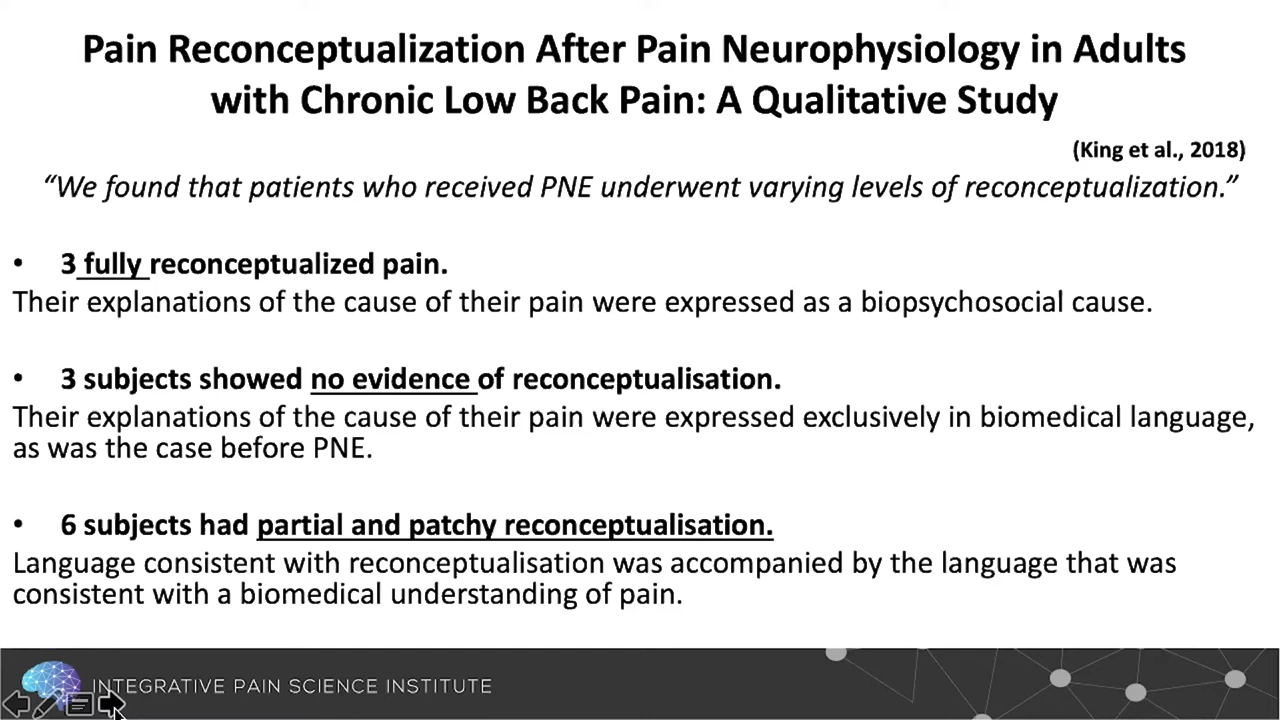 Pain Reconceptualization After Pain Neurophysiology in Adults
with Chronic Low Back Pain: A Qualitative Study
(King et al., 2018)
“We found that patients who received PNE underwent varying levels of reconceptualization.”
• 3 fully reconceptualized pain.
Their explanations of the cause of their pain were expressed as a biopsychosocial cause.
• 3 subjects showed no evidence of reconceptualisation.
Their explanations of the cause of their pain were expressed exclusively in biomedical language,
as was the case before PNE.
• 6 subjects had partial and patchy reconceptualisation.
Language consistent with reconceptualisation was accompanied by the language that was
consistent with a biomedical understanding of pain.
INTEGRATIVE PAIN SCIENCE INSTITUTE